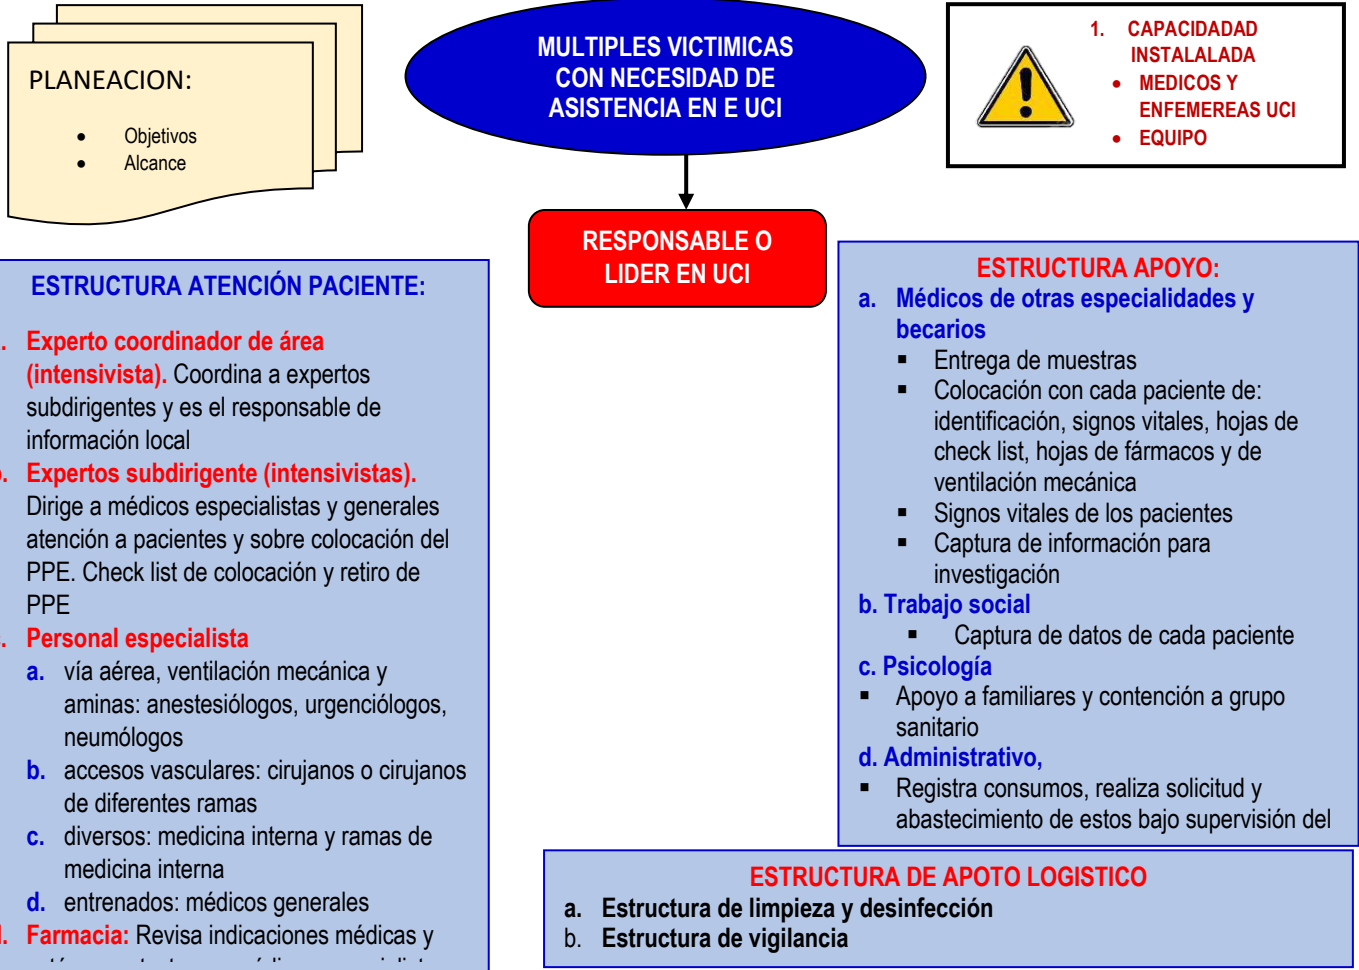 PLANEACION:
• Objetivos
• Alcance
MULTIPLES VICTIMICAS
CON NECESIDAD DE
ASISTENCIA EN E UCI
1. CAPACIDADAD
INSTALALADA
• MEDICOS Y
ENFEMEREAS UCI
• EQUIPO
RESPONSABLE O
LIDER EN UCI
ESTRUCTURA ATENCIÓN PACIENTE:
Experto coordinador de área
(intensivista). Coordina a expertos
subdirigentes y es el responsable de
información local
Expertos subdirigente (intensivistas).
Dirige a médicos especialistas y generales
atención a pacientes y sobre colocación del
PPE. Check list de colocación y retiro de
PPE
Personal especialista
a. vía aérea, ventilación mecánica y
aminas: anestesiólogos, urgenciólogos,
neumólogos
b. accesos vasculares: cirujanos o cirujanos
de diferentes ramas
c. diversos: medicina interna y ramas de
medicina interna
d. entrenados: médicos generales
Farmacia: Revisa indicaciones médicas y
ESTRUCTURA APOYO:
a. Médicos de otras especialidades y
becarios
▪ Entrega de muestras
▪ Colocación con cada paciente de:
identificación, signos vitales, hojas de
check list, hojas de fármacos y de
ventilación mecánica
▪ Signos vitales de los pacientes
▪ Captura de información para
investigación
b. Trabajo social
▪ Captura de datos de cada paciente
c. Psicología
▪ Apoyo a familiares y contención a grupo
sanitario
d. Administrativo,
▪ Registra consumos, realiza solicitud y
abastecimiento de estos bajo supervisión del
ESTRUCTURA DE APOTO LOGISTICO
a. Estructura de limpieza y desinfección
b. Estructura de vigilancia